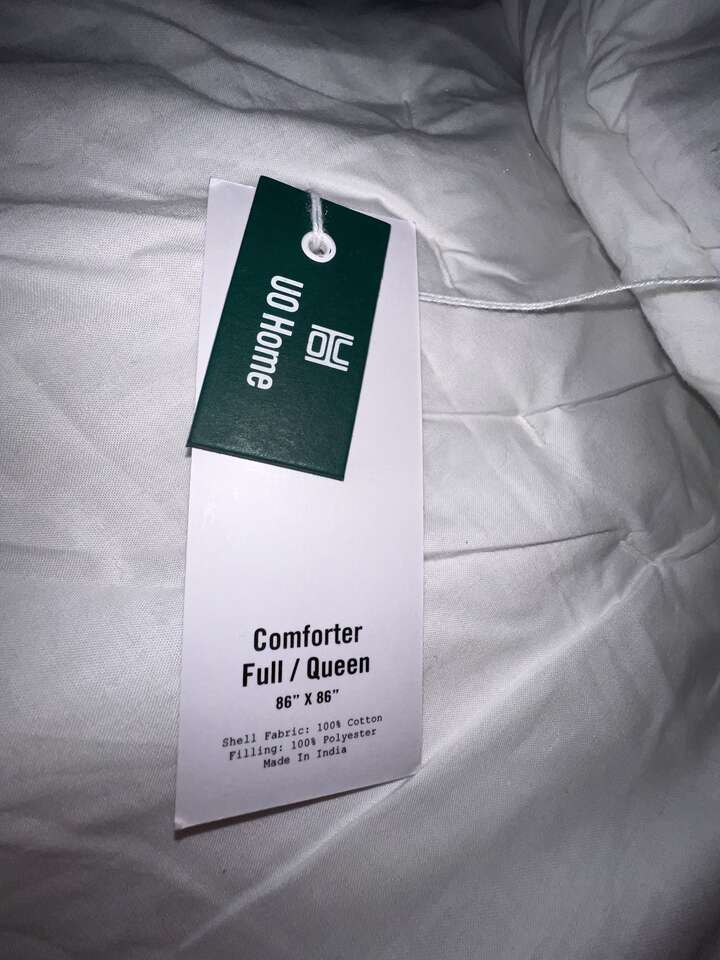 UO Home
Comforter
Full / Queen
86” X 86”
Shell Fabric: 100% Cotton
Filling: 100% Polyester
Made In India